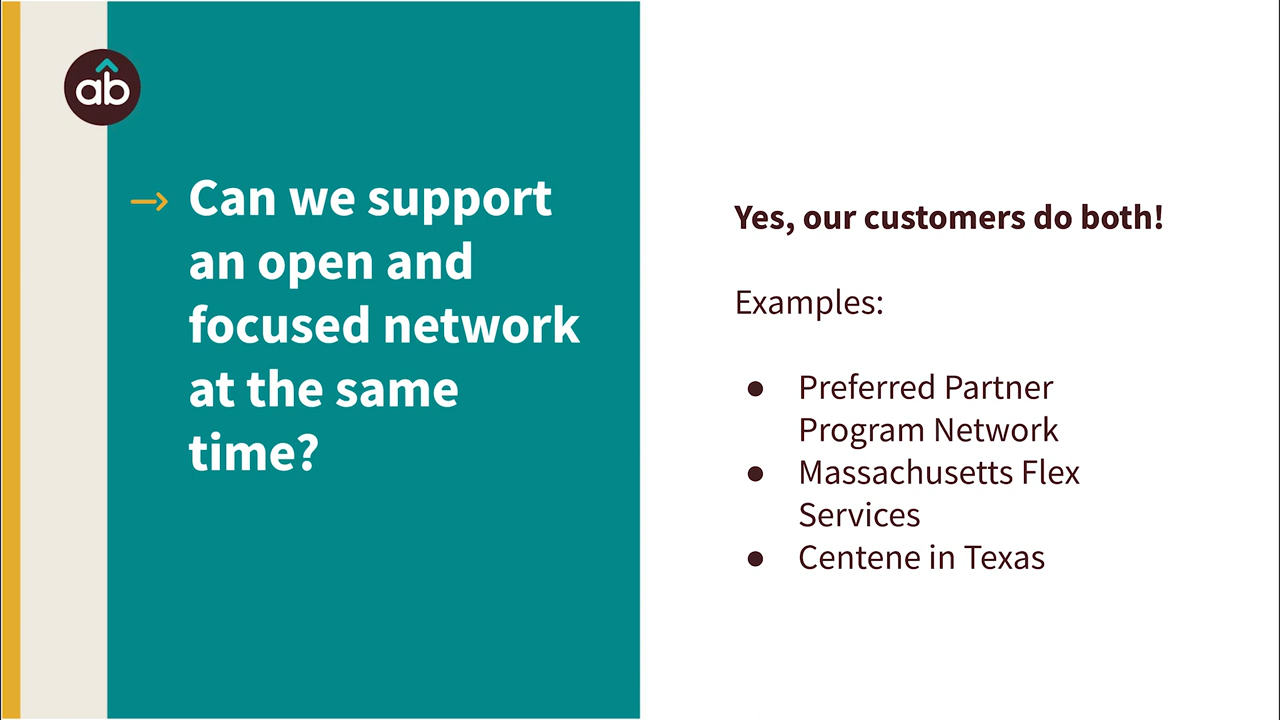 ab
→ Can we support
an open and
focused network
at the same
time?
Yes, our customers do both!
Examples:
● Preferred Partner
Program Network
● Massachusetts Flex
Services
● Centene in Texas